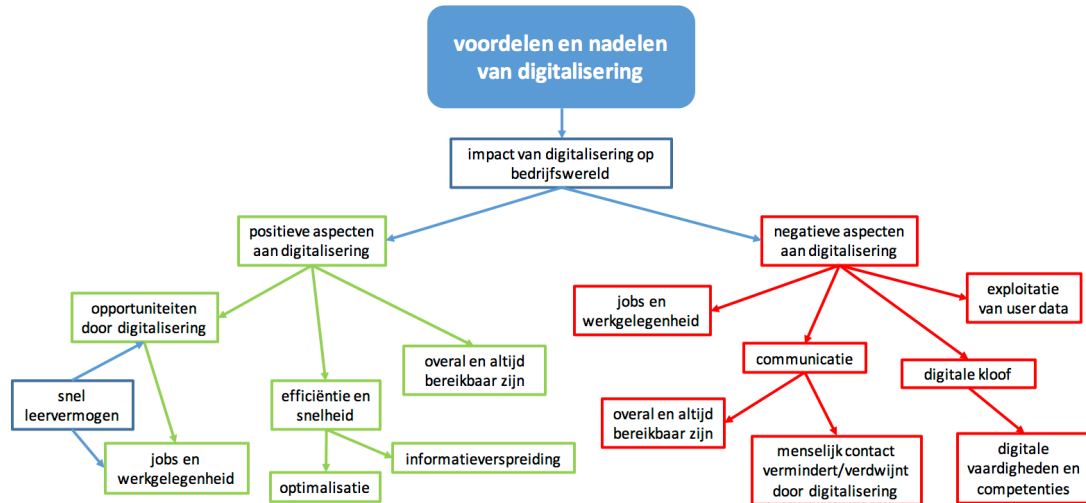 voordelen en nadelen
van digitalisering
impact van digitalisering op
bedrijfswereld
positieve aspecten
aan digitalisering
negatieve aspecten
aan digitalisering
opportuniteiten
door digitalisering
jobs en
werkgelegenheid
exploitatie
van user data
overal en altijd
bereikbaar zijn
communicatie
digitale kloof
snel
leervermogen
efficiëntie en
snelheid
overal en altijd
bereikbaar zijn
jobs en
werkgelegenheid
informatieverspreiding
optimalisatie
menselijk contact
vermindert/verdwijnt
door digitalisering
digitale
vaardigheden en
competenties